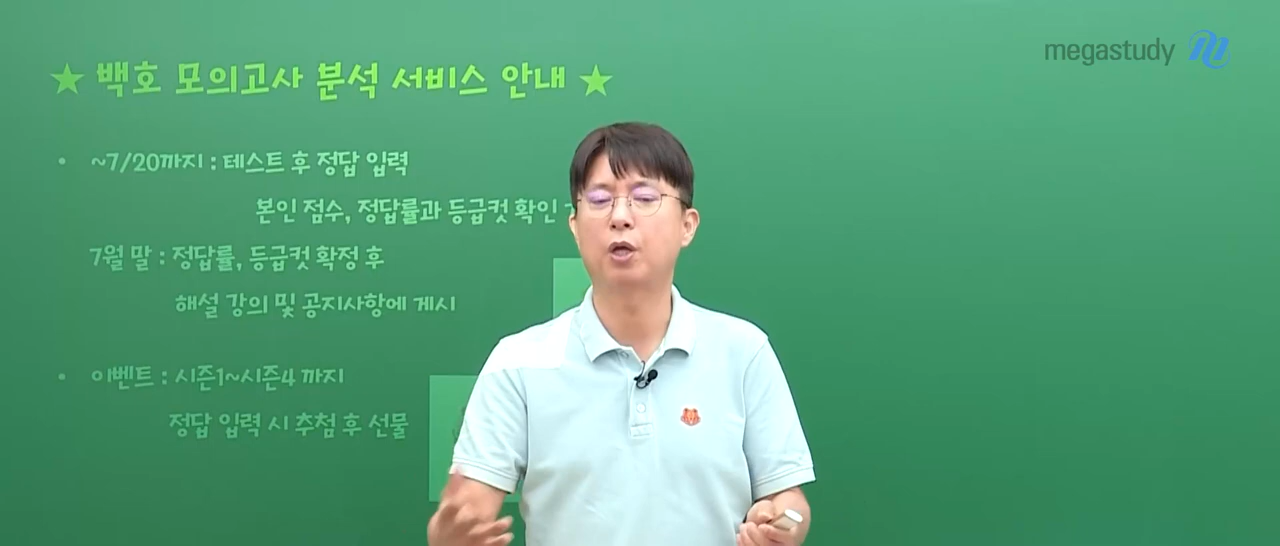 megastudy
★ 백호 모의고사 분석 서비스 안내 ★
• ~7/20까지 : 테스트 후 정답 입력
본인 점수, 정답률과 등급컷 확인
7월 말 : 정답률, 등급컷 확정 후
해설 강의 및 공지사항에 게시
• 이벤트 : 시즌1~시즌4 까지
정답 입력 시 추첨 후 선물